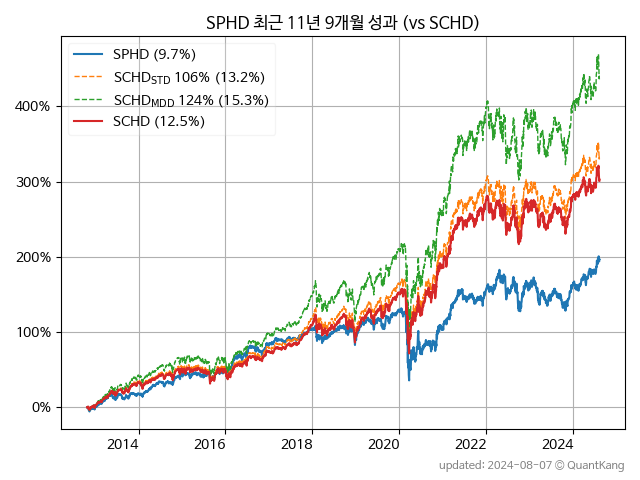 SPHD 최근 11년 9개월 성과 (vs SCHD)
SPHD (9.7%)
SCHD_STD 106% (13.2%)
SCHD_MDD 124% (15.3%)
SCHD (12.5%)
400%
300%
200%
100%
0%
2014 2016 2018 2020 2022 2024
updated: 2024-08-07 © QuantKang